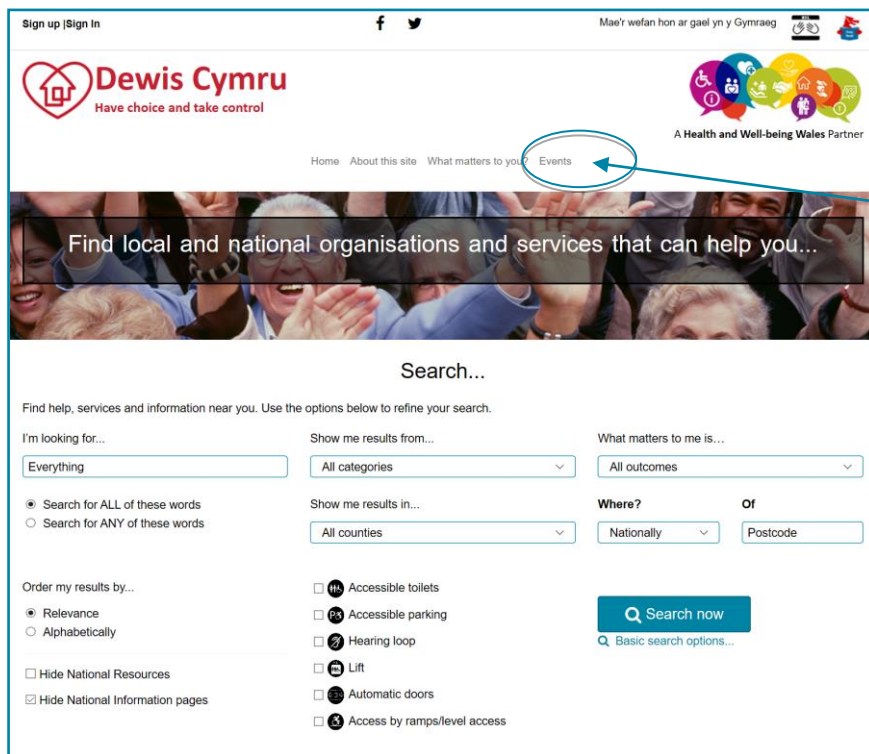 Sign up |Sign In
Mae'r wefan hon ar gael yn y Gymraeg
Dewis Cymru
Have choice and take control
A Health and Well-being Wales Partner
Home About this site What matters to you? Events
Find local and national organisations and services that can help you...
Search...
Find help, services and information near you. Use the options below to refine your search.
I'm looking for...
Everything
Search for ALL of these words
Search for ANY of these words
Show me results from...
All categories
Show me results in...
All counties
What matters to me is…
All outcomes
Where? Of
Nationally Postcode
Order my results by...
Relevance
Alphabetically
Hide National Resources
Hide National Information pages
Accessible toilets
Accessible parking
Hearing loop
Lift
Automatic doors
Access by ramps/level access
Search now
Basic search options...